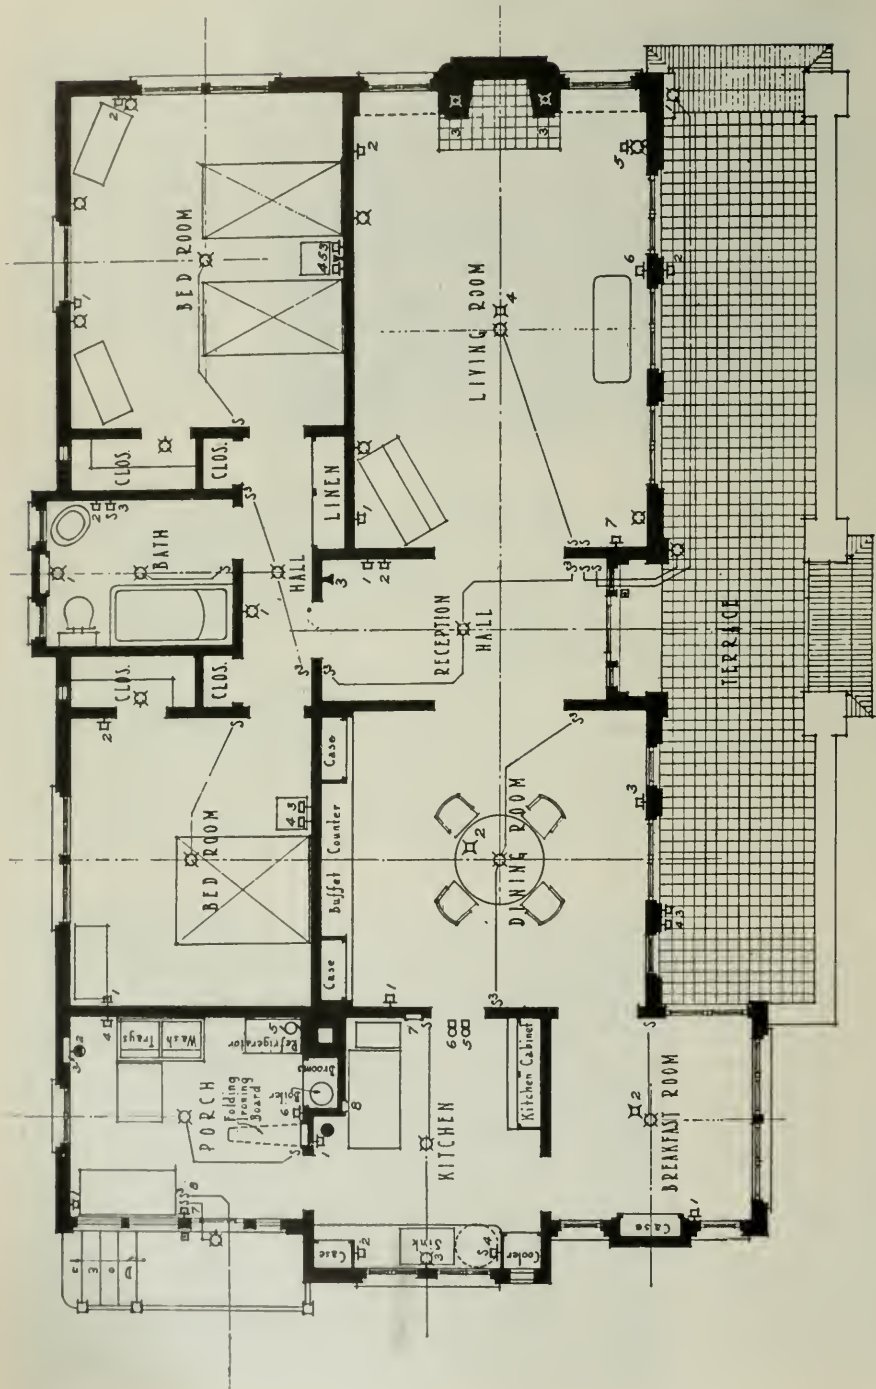 BED ROOM
CLOS.
CLOS.
BATH
LINEN
HALL
CLOS.
CLOS.
BED ROOM
LIVING ROOM
RECEPTION
HALL
TERRACE
Case
Buffet Counter
Case
DINING ROOM
Wash
Trays
Refrigerator
PORCH
Folding
Ironing
Board
Boiler
Brooms
KITCHEN
Kitchen Cabinet
Case
Sink
Cooler
BREAKFAST ROOM
Case